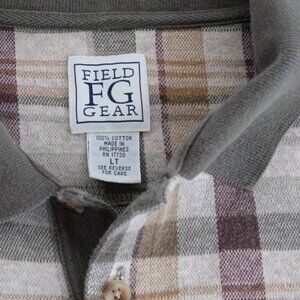 FIELD
FG
GEAR
100% COTTON
MADE IN
PHILIPPINES
RN 17730
LT
SEE REVERSE
FOR CARE